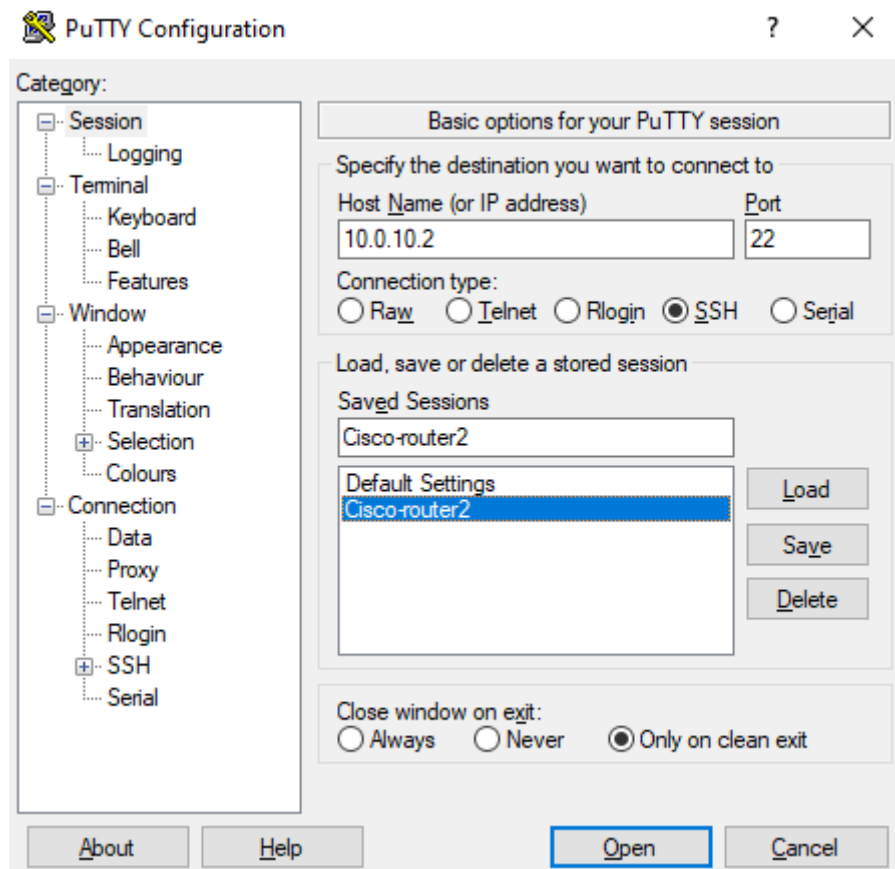 PuTTY Configuration
?
Category:
Session
Logging
Terminal
Keyboard
Bell
Features
Window
Appearance
Behaviour
Translation
Selection
Colours
Connection
Data
Proxy
Telnet
Rlogin
SSH
Serial
Basic options for your PuTTY session
Specify the destination you want to connect to
Host Name (or IP address) Port
10.0.10.2 22
Connection type:
Raw Telnet Rlogin SSH Serial
Load, save or delete a stored session
Saved Sessions
Cisco-router2
Default Settings
Cisco-router2
Load
Save
Delete
Close window on exit:
Always Never Only on clean exit
About Help Open Cancel